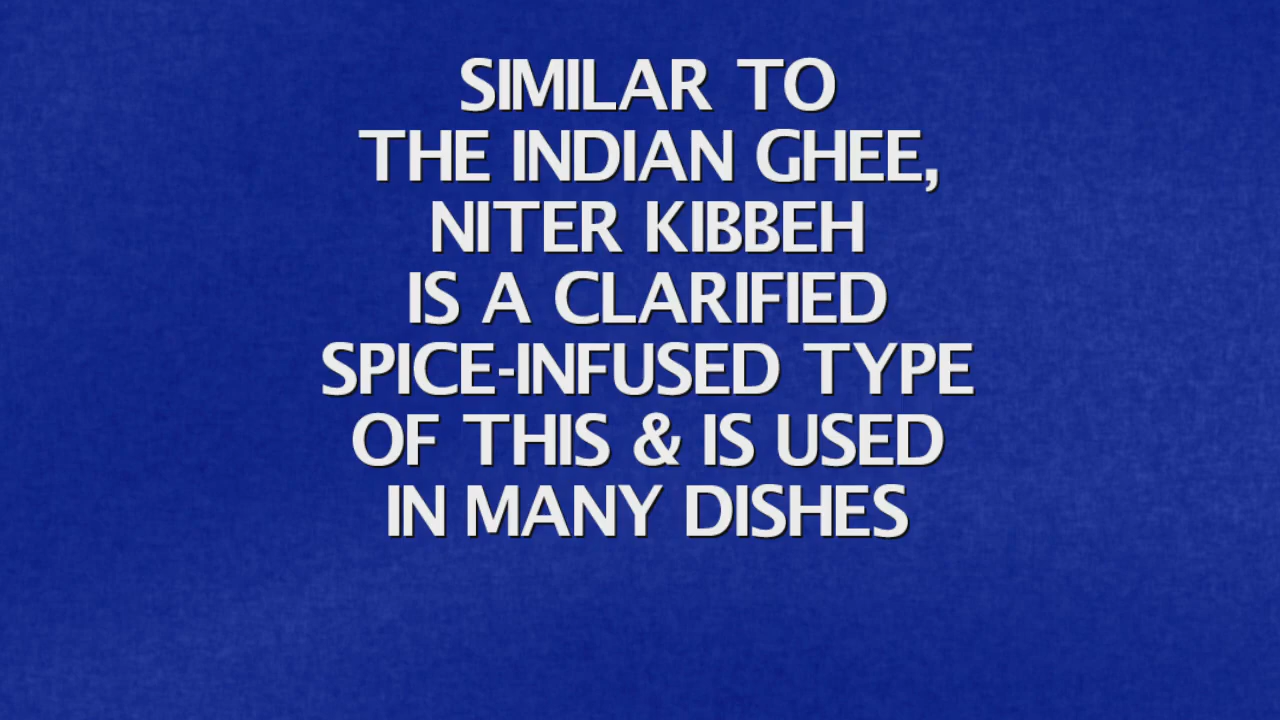 SIMILAR TO
THE INDIAN GHEE,
NITER KIBBEH
IS A CLARIFIED
SPICE-INFUSED TYPE
OF THIS & IS USED
IN MANY DISHES